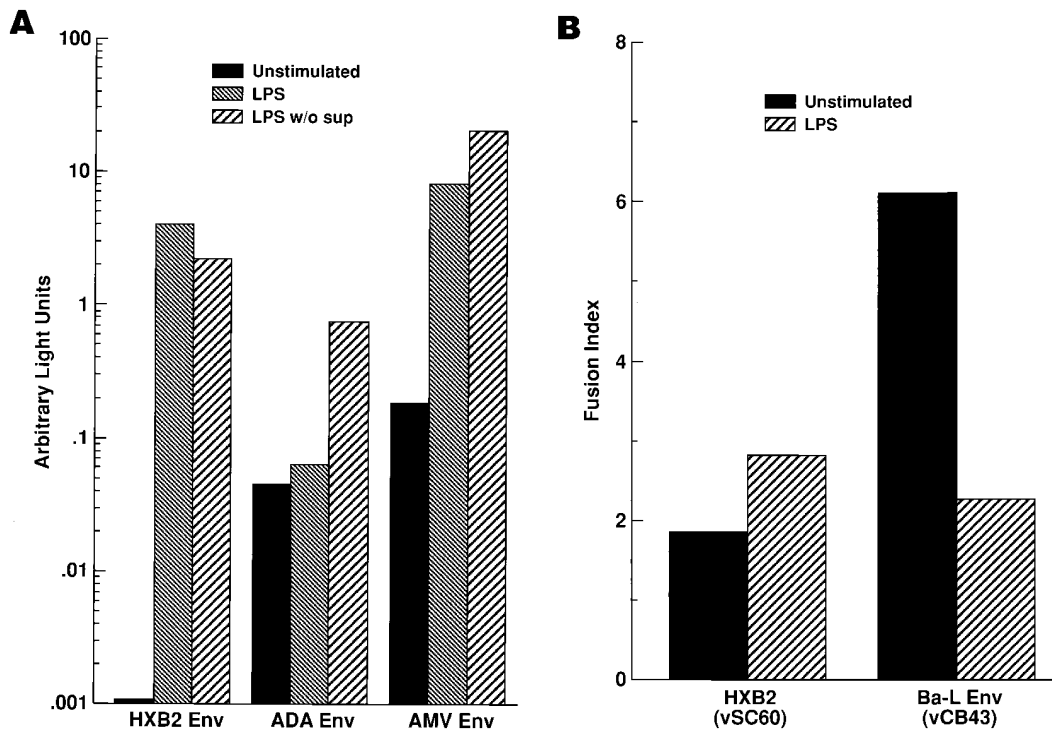 A
100
10
1
.1
.01
.001
Arbitrary Light Units
Unstimulated
LPS
LPS w/o sup
HXB2 Env
ADA Env
AMV Env
B
8
6
4
2
0
Fusion Index
Unstimulated
LPS
HXB2
(vSC60)
Ba-L Env
(vCB43)